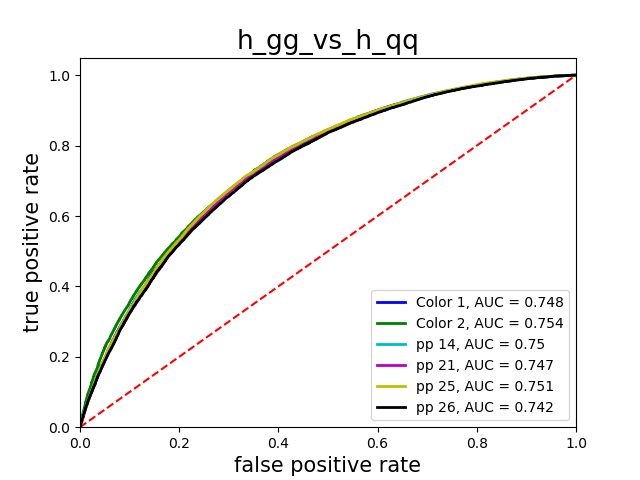 h_gg_vs_h_qq
true positive rate
1.0
0.8
0.6
0.4
0.2
0.0
Color 1, AUC = 0.748
Color 2, AUC = 0.754
pp 14, AUC = 0.75
pp 21, AUC = 0.747
pp 25, AUC = 0.751
pp 26, AUC = 0.742
0.0 0.2 0.4 0.6 0.8 1.0
false positive rate